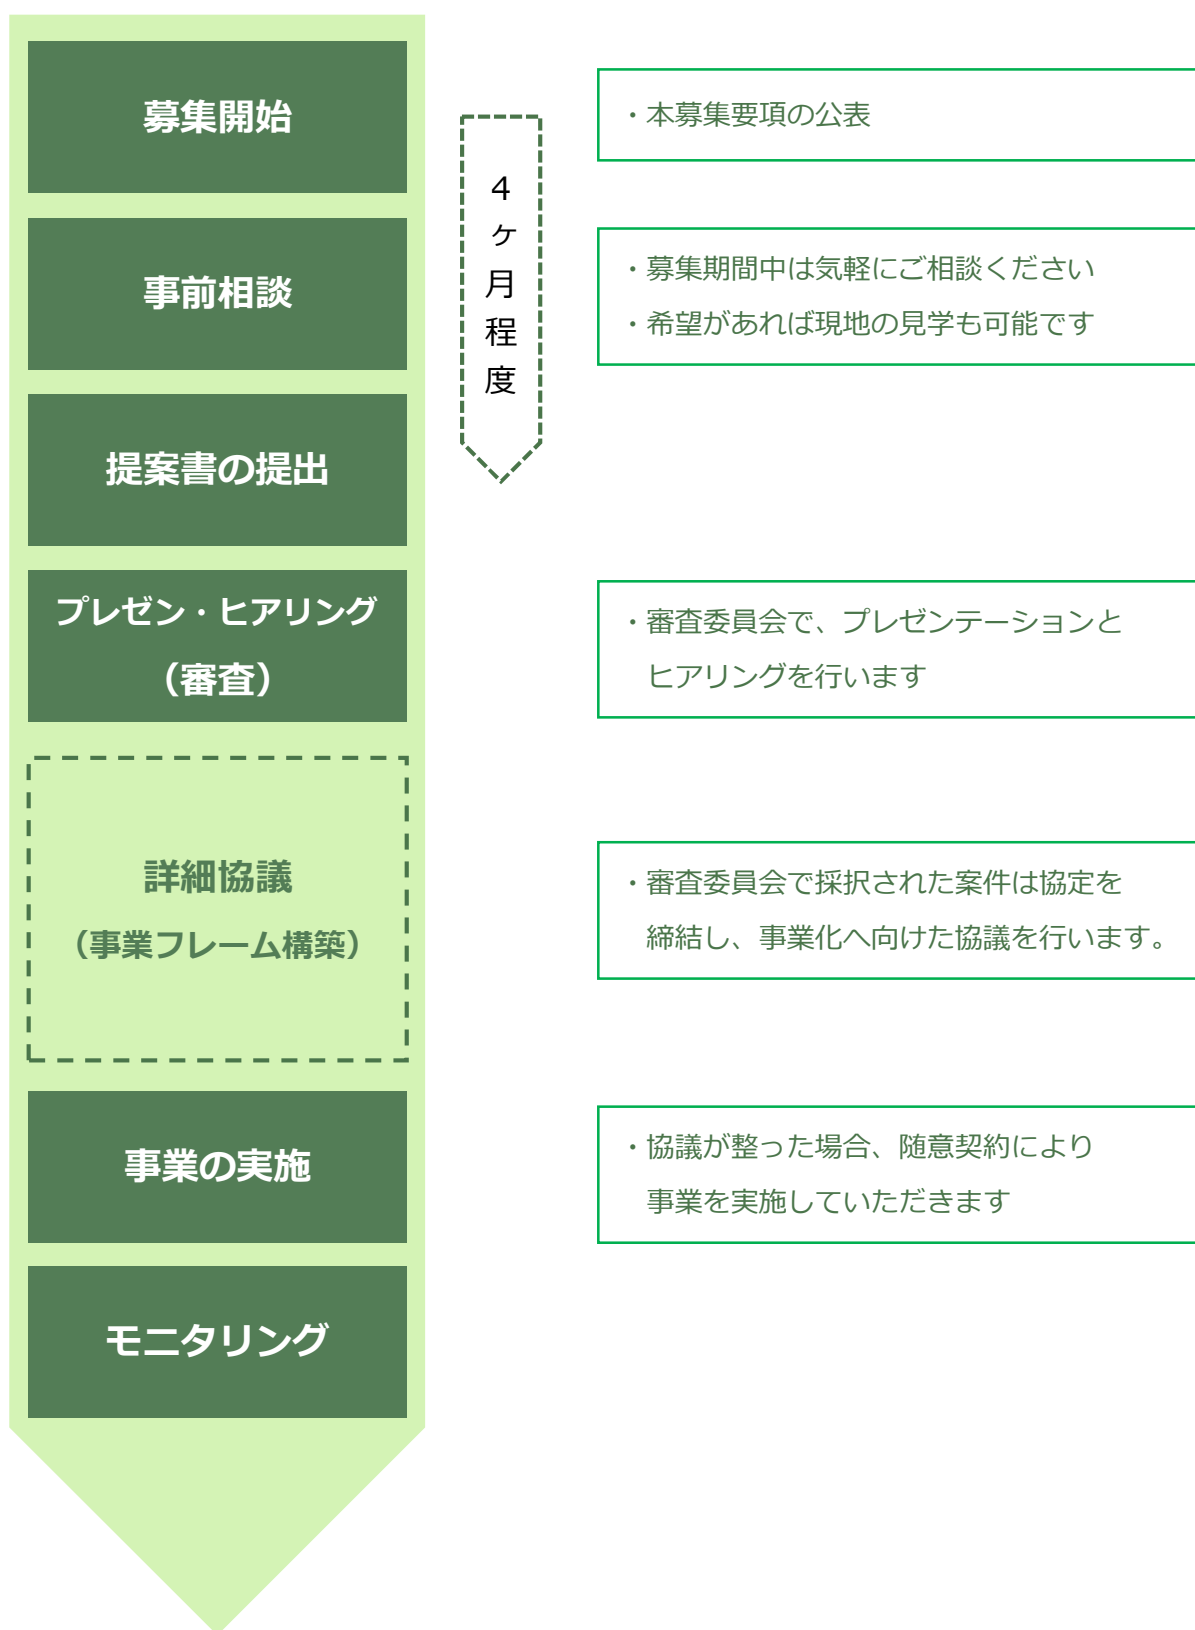 募集開始
・本募集要項の公表
4ヶ月程度
事前相談
・募集期間中は気軽にご相談ください
・希望があれば現地の見学も可能です
提案書の提出
プレゼン・ヒアリング
（審査）
・審査委員会で、プレゼンテーションと
ヒアリングを行います
詳細協議
（事業フレーム構築）
・審査委員会で採択された案件は協定を
締結し、事業化へ向けた協議を行います。
事業の実施
・協議が整った場合、随意契約により
事業を実施していただきます
モニタリング